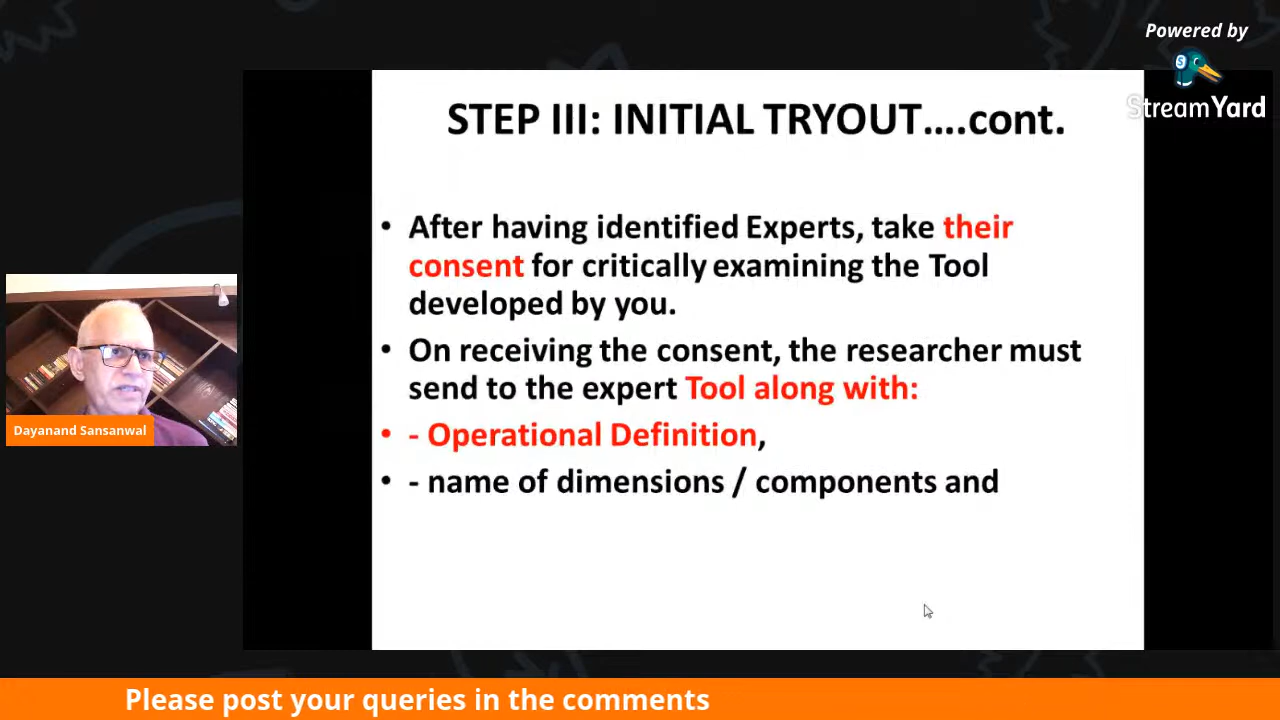 Powered by
StreamYard
STEP III: INITIAL TRYOUT....cont.
• After having identified Experts, take their
consent for critically examining the Tool
developed by you.
• On receiving the consent, the researcher must
send to the expert Tool along with:
• - Operational Definition,
• - name of dimensions / components and
Dayanand Sansanwal
Please post your queries in the comments